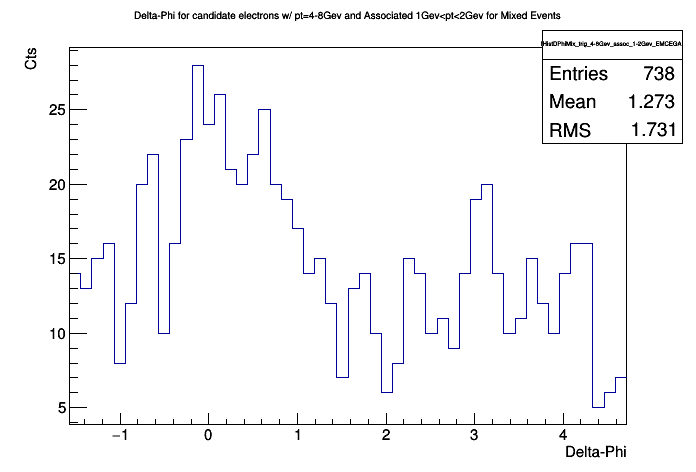 Delta-Phi for candidate electrons w/ pt=4-8Gev and Associated 1Gev<pt<2Gev for Mixed Events
HistDPhiMix_trig_4-8Gev_assoc_1-2Gev_EMCEGA
Entries 738
Mean 1.273
RMS 1.731
Cts
25
20
15
10
5
−1 0 1 2 3 4
Delta-Phi